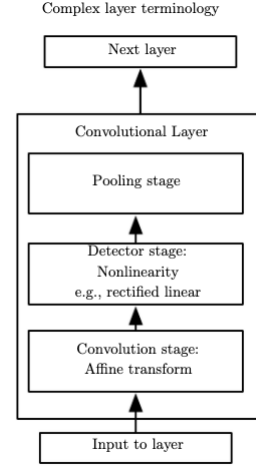 Complex layer terminology
Next layer
Convolutional Layer
Pooling stage
Detector stage:
Nonlinearity
e.g., rectified linear
Convolution stage:
Affine transform
Input to layer